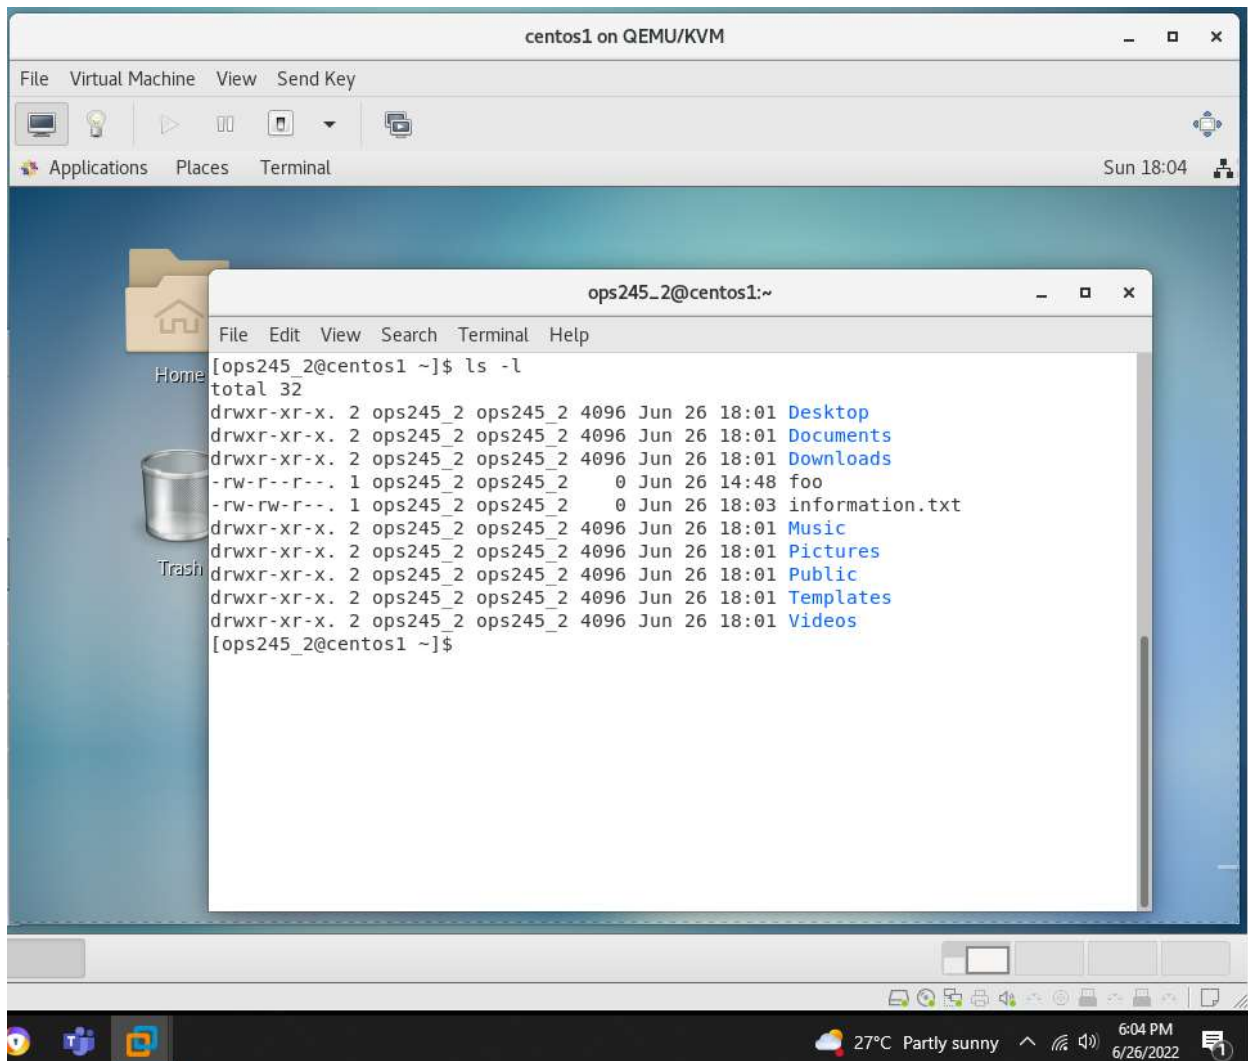 centos1 on QEMU/KVM
File Virtual Machine View Send Key
Applications Places Terminal Sun 18:04
Home
Trash
ops245_2@centos1:~
File Edit View Search Terminal Help
[ops245_2@centos1 ~]$ ls -l
total 32
drwxr-xr-x. 2 ops245_2 ops245_2 4096 Jun 26 18:01 Desktop
drwxr-xr-x. 2 ops245_2 ops245_2 4096 Jun 26 18:01 Documents
drwxr-xr-x. 2 ops245_2 ops245_2 4096 Jun 26 18:01 Downloads
-rw-r--r--. 1 ops245_2 ops245_2    0 Jun 26 14:48 foo
-rw-rw-r--. 1 ops245_2 ops245_2    0 Jun 26 18:03 information.txt
drwxr-xr-x. 2 ops245_2 ops245_2 4096 Jun 26 18:01 Music
drwxr-xr-x. 2 ops245_2 ops245_2 4096 Jun 26 18:01 Pictures
drwxr-xr-x. 2 ops245_2 ops245_2 4096 Jun 26 18:01 Public
drwxr-xr-x. 2 ops245_2 ops245_2 4096 Jun 26 18:01 Templates
drwxr-xr-x. 2 ops245_2 ops245_2 4096 Jun 26 18:01 Videos
[ops245_2@centos1 ~]$
27°C Partly sunny
6:04 PM
6/26/2022
1